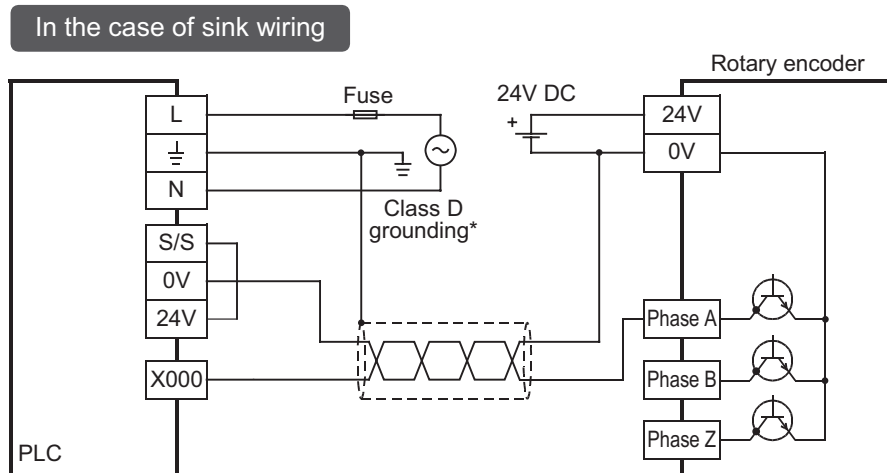 In the case of sink wiring
Rotary encoder
Fuse
24V DC
+
L
N
24V
0V
Class D
grounding*
S/S
0V
24V
X000
Phase A
Phase B
Phase Z
PLC